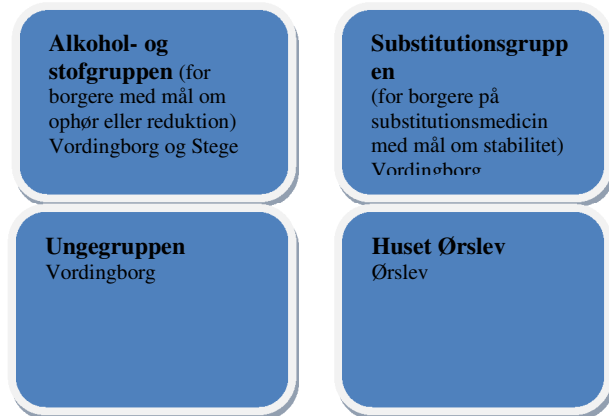 Alkohol- og
stofgruppen (for
borgere med mål om
ophør eller reduktion)
Vordingborg og Stege
Substitutionsgrupp
en
(for borgere på
substitutionsmedicin
med mål om stabilitet)
Vordingborg
Ungegruppen
Vordingborg
Huset Ørslev
Ørslev